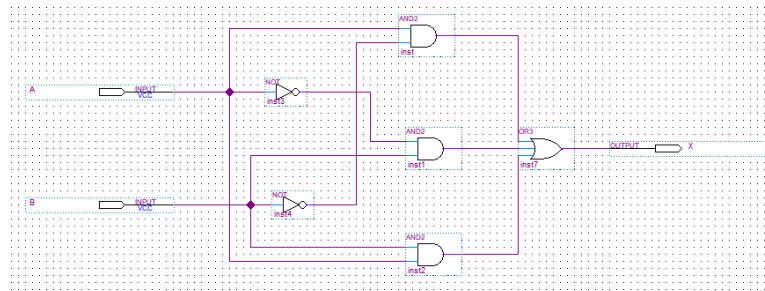 AND2
inst
A
INPUT
VCC
NOT
inst3
AND2
inst1
OR3
inst7
OUTPUT
X
B
INPUT
VCC
NOT
inst4
AND2
inst2